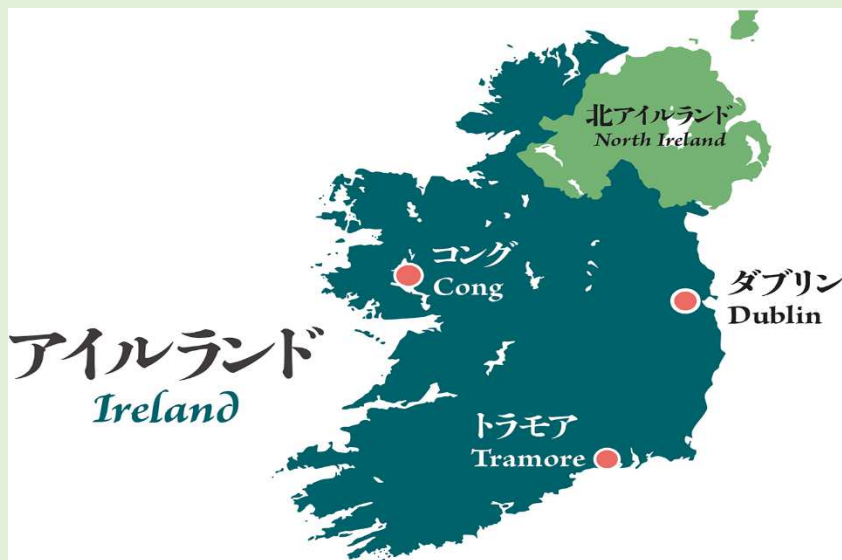 北アイルランド
North Ireland
コング
Cong
ダブリン
Dublin
アイルランド
Ireland
トラモア
Tramore